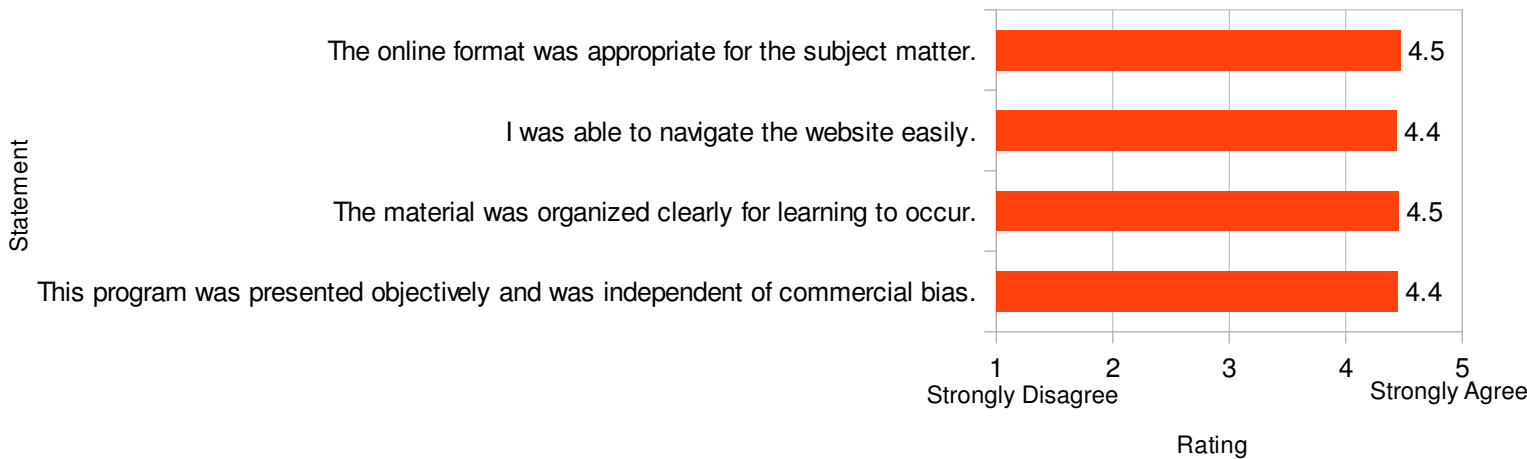 Statement
The online format was appropriate for the subject matter.
4.5
I was able to navigate the website easily.
4.4
The material was organized clearly for learning to occur.
4.5
This program was presented objectively and was independent of commercial bias.
4.4
1 2 3 4 5
Strongly Disagree Strongly Agree
Rating